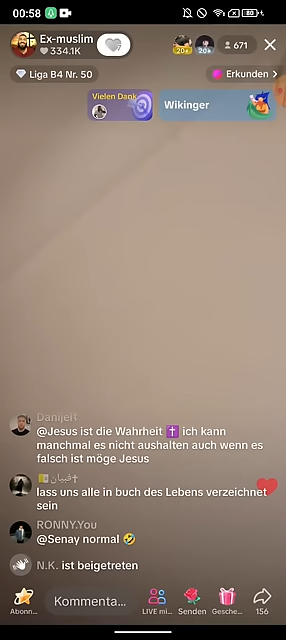 00:58
Ex-muslim
334.1K
20+
20+
671
Liga B4 Nr. 50
Erkunden
Vielen Dank
Wikinger
DanijelR
@Jesus ist die Wahrheit ✝️ ich kann
manchmal es nicht aushalten auch wenn es
falsch ist möge Jesus
lass uns alle in buch des Lebens verzeichnet
sein
RONNY.You
@Senay normal 🤣
N.K. ist beigetreten
Abonn...
Kommenta...
LIVE mi...
Senden
Gesche...
156